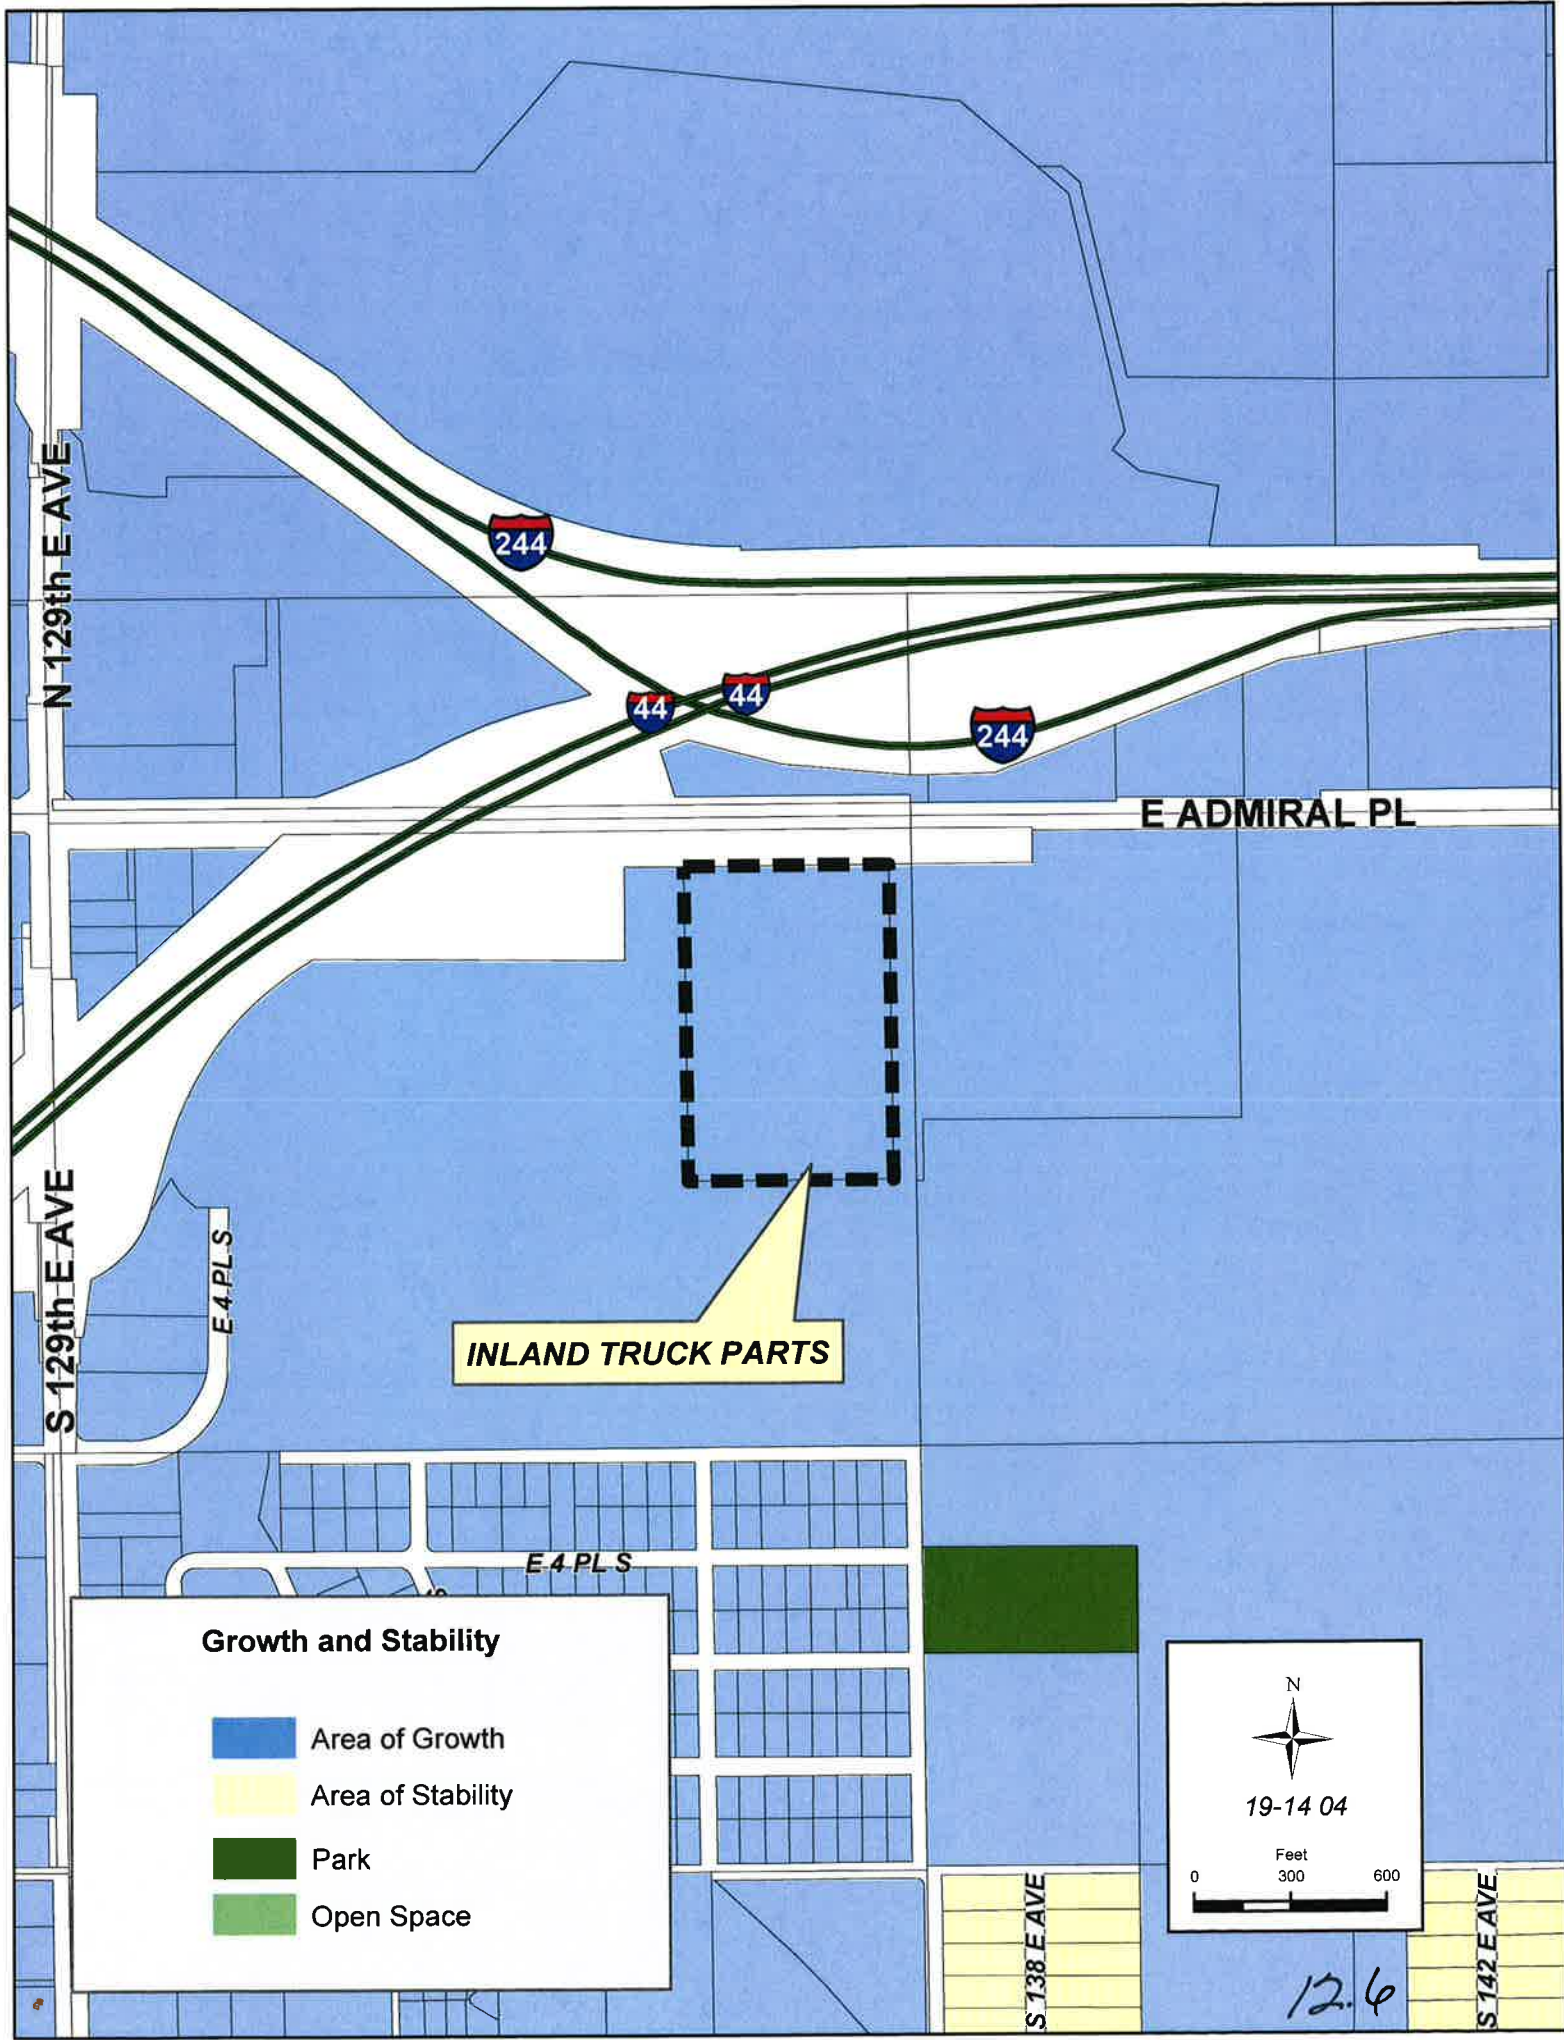 N 129th E AVE
244
44
44
244
E ADMIRAL PL
S 129th E AVE
E 4 PL S
INLAND TRUCK PARTS
E 4 PL S
Growth and Stability
Area of Growth
Area of Stability
Park
Open Space
N
19-14 04
Feet
0 300 600
S 138 E AVE
S 142 E AVE
12.6